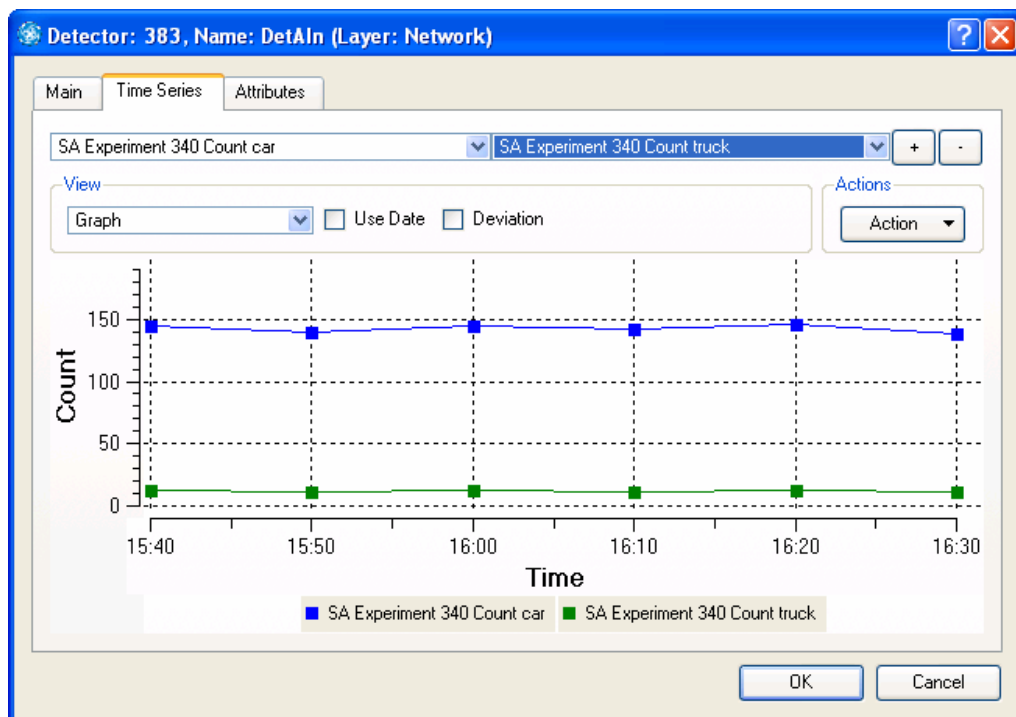 Detector: 383, Name: DetAIn (Layer: Network)
Main Time Series Attributes
SA Experiment 340 Count car SA Experiment 340 Count truck + -
View Actions
Graph Use Date Deviation Action
150
100
50
0
Count
15:40 15:50 16:00 16:10 16:20 16:30
Time
SA Experiment 340 Count car SA Experiment 340 Count truck
OK Cancel